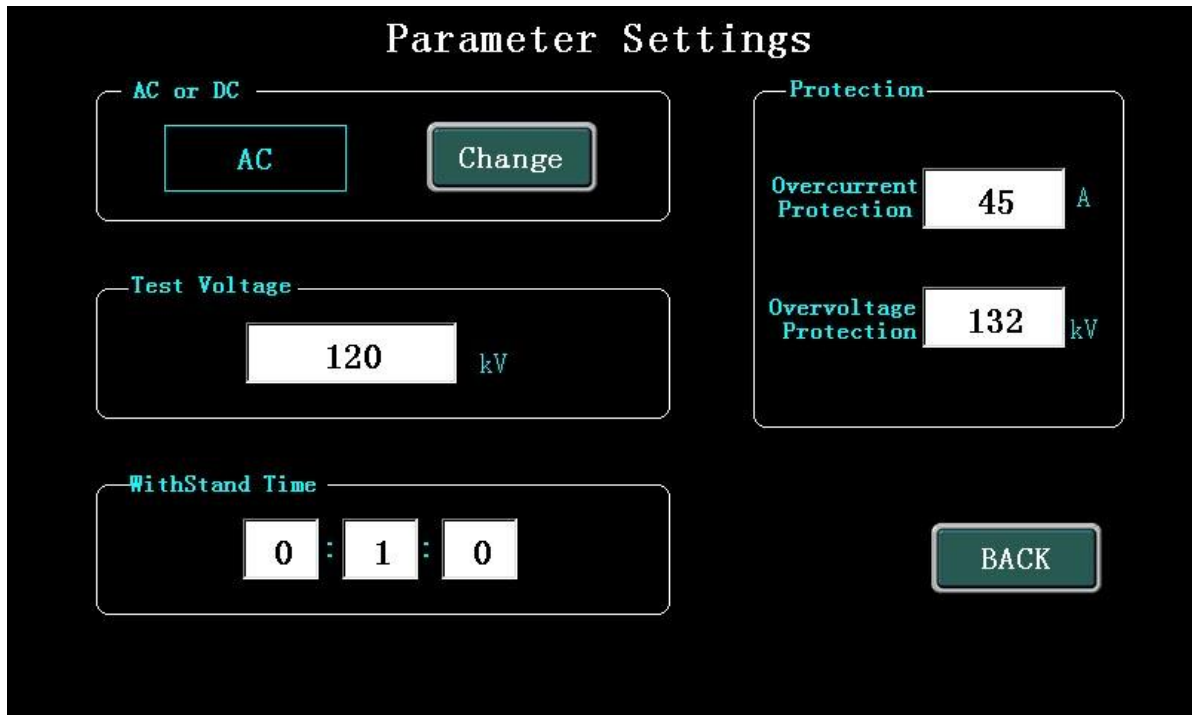 Parameter Settings
AC or DC
AC
Change
Test Voltage
120 kV
WithStand Time
0 : 1 : 0
Protection
Overcurrent
Protection
45 A
Overvoltage
Protection
132 kV
BACK